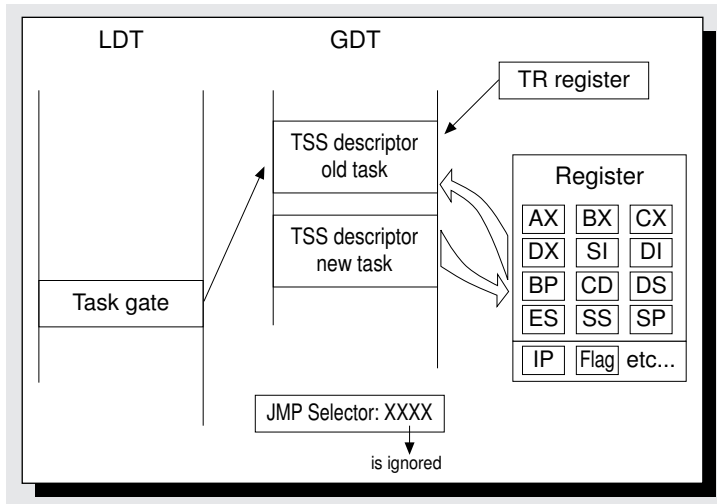 LDT
GDT
TR register
TSS descriptor
old task
TSS descriptor
new task
Task gate
Register
AX BX CX
DX SI DI
BP CD DS
ES SS SP
IP Flag etc...
JMP Selector: XXXX
is ignored